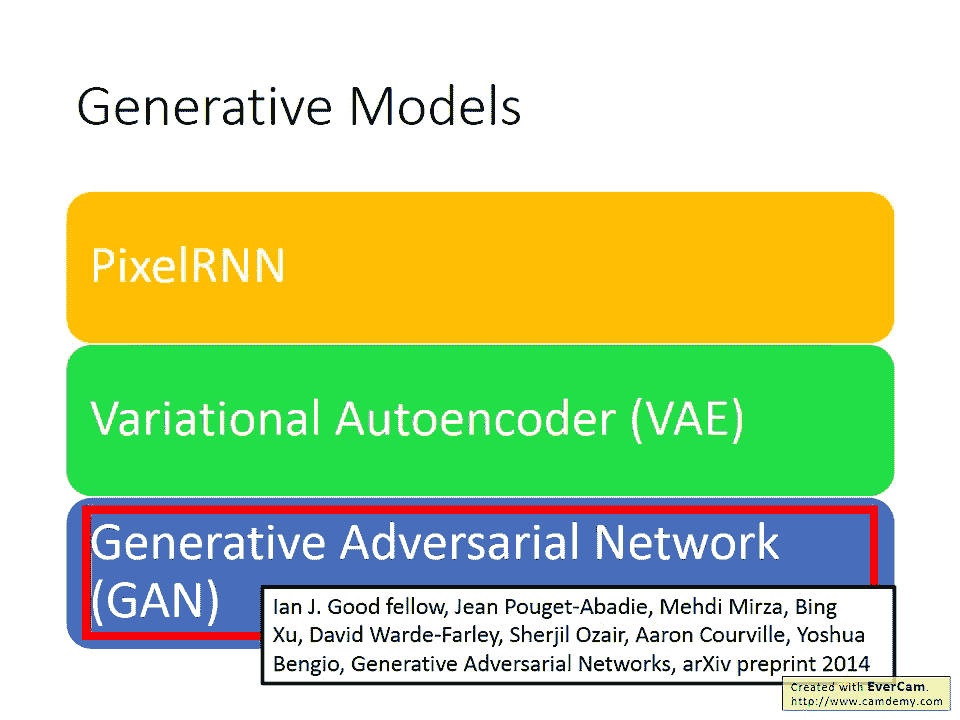 Generative Models
PixelRNN
Variational Autoencoder (VAE)
Generative Adversarial Network
(GAN)
Ian J. Good fellow, Jean Pouget-Abadie, Mehdi Mirza, Bing
Xu, David Warde-Farley, Sherjil Ozair, Aaron Courville, Yoshua
Bengio, Generative Adversarial Networks, arXiv preprint 2014
Created with EverCam.
http://www.camdemy.com